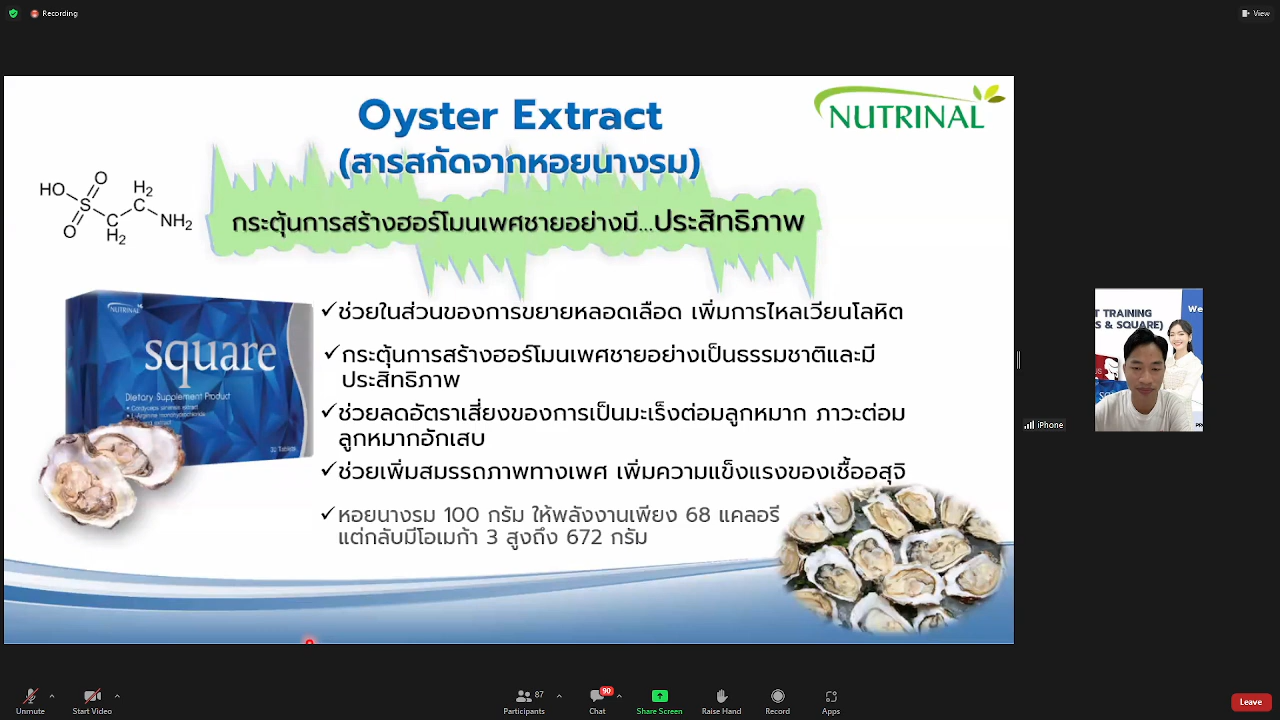 Recording
View
Oyster Extract
NUTRINAL
(สารสกัดจากหอยนางรม)
HO
O
S
O
H2
C
C
H2
NH2
กระตุ้นการสร้างฮอร์โมนเพศชายอย่างมี...ประสิทธิภาพ
NUTRINAL
square
Dietary Supplement Product
ช่วยในส่วนของการขยายหลอดเลือด เพิ่มการไหลเวียนโลหิต
กระตุ้นการสร้างฮอร์โมนเพศชายอย่างเป็นธรรมชาติและมี
ประสิทธิภาพ
ช่วยลดอัตราเสี่ยงของการเป็นมะเร็งต่อมลูกหมาก ภาวะต่อม
ลูกหมากอักเสบ
ช่วยเพิ่มสมรรถภาพทางเพศ เพิ่มความแข็งแรงของเชื้ออสุจิ
หอยนางรม 100 กรัม ให้พลังงานเพียง 68 แคลอรี
แต่กลับมีโอเมก้า 3 สูงถึง 672 กรัม
T TRAINING
S & SQUARE)
We
iPhone
Unmute
Start Video
87
Participants
90
Chat
Share Screen
Raise Hand
Record
Apps
Leave